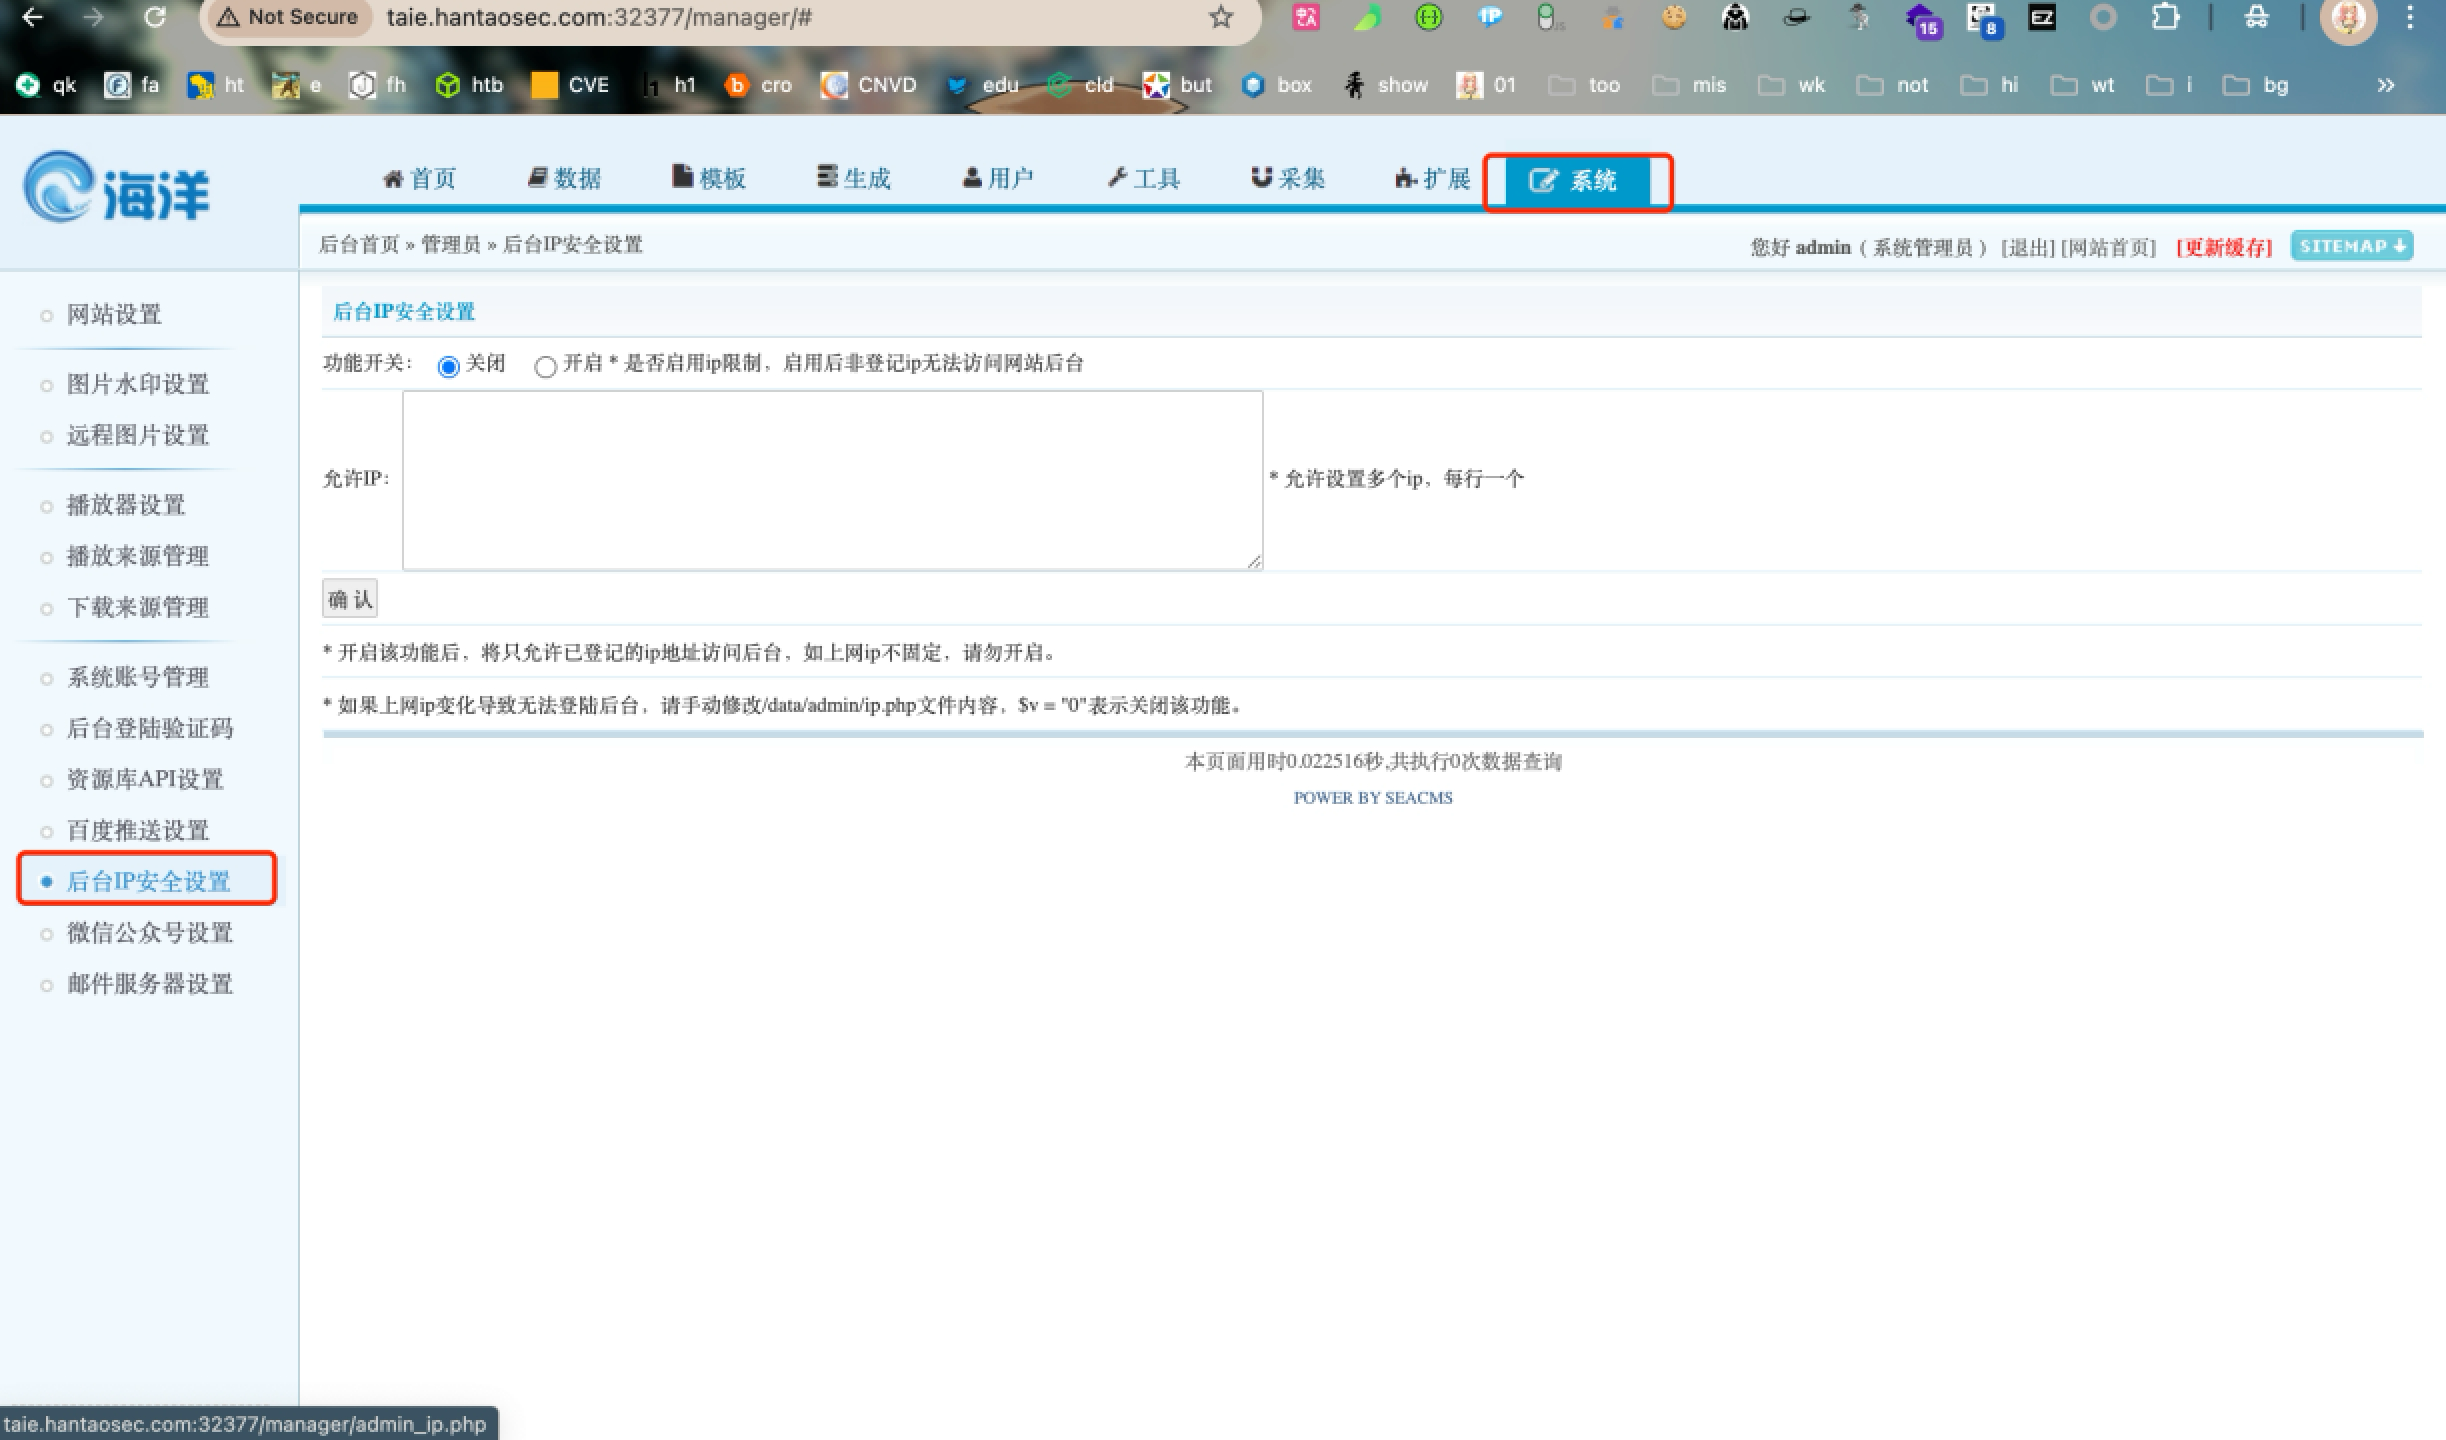 Not Secure taie.hantaosec.com:32377/manager/#
15 8 EZ
qk fa ht e fh htb CVE h1 cro CNVD edu cld but box show 01 too mis wk not hi wt i bg »
海洋 首页 数据 模板 生成 用户 工具 采集 扩展 系统
后台首页 » 管理员 » 后台IP安全设置
您好 admin ( 系统管理员 ) [退出] [网站首页] [更新缓存] SITEMAP
网站设置
图片水印设置
远程图片设置
播放器设置
播放来源管理
下载来源管理
系统账号管理
后台登陆验证码
资源库API设置
百度推送设置
后台IP安全设置
微信公众号设置
邮件服务器设置
后台IP安全设置
功能开关: 关闭 开启 * 是否启用ip限制，启用后非登记ip无法访问网站后台
允许IP: * 允许设置多个ip，每行一个
确 认
* 开启该功能后，将只允许已登记的ip地址访问后台，如上网ip不固定，请勿开启。
* 如果上网ip变化导致无法登陆后台，请手动修改/data/admin/ip.php文件内容，$v = "0"表示关闭该功能。
本页面用时0.022516秒,共执行0次数据查询
POWER BY SEACMS
taie.hantaosec.com:32377/manager/admin_ip.php